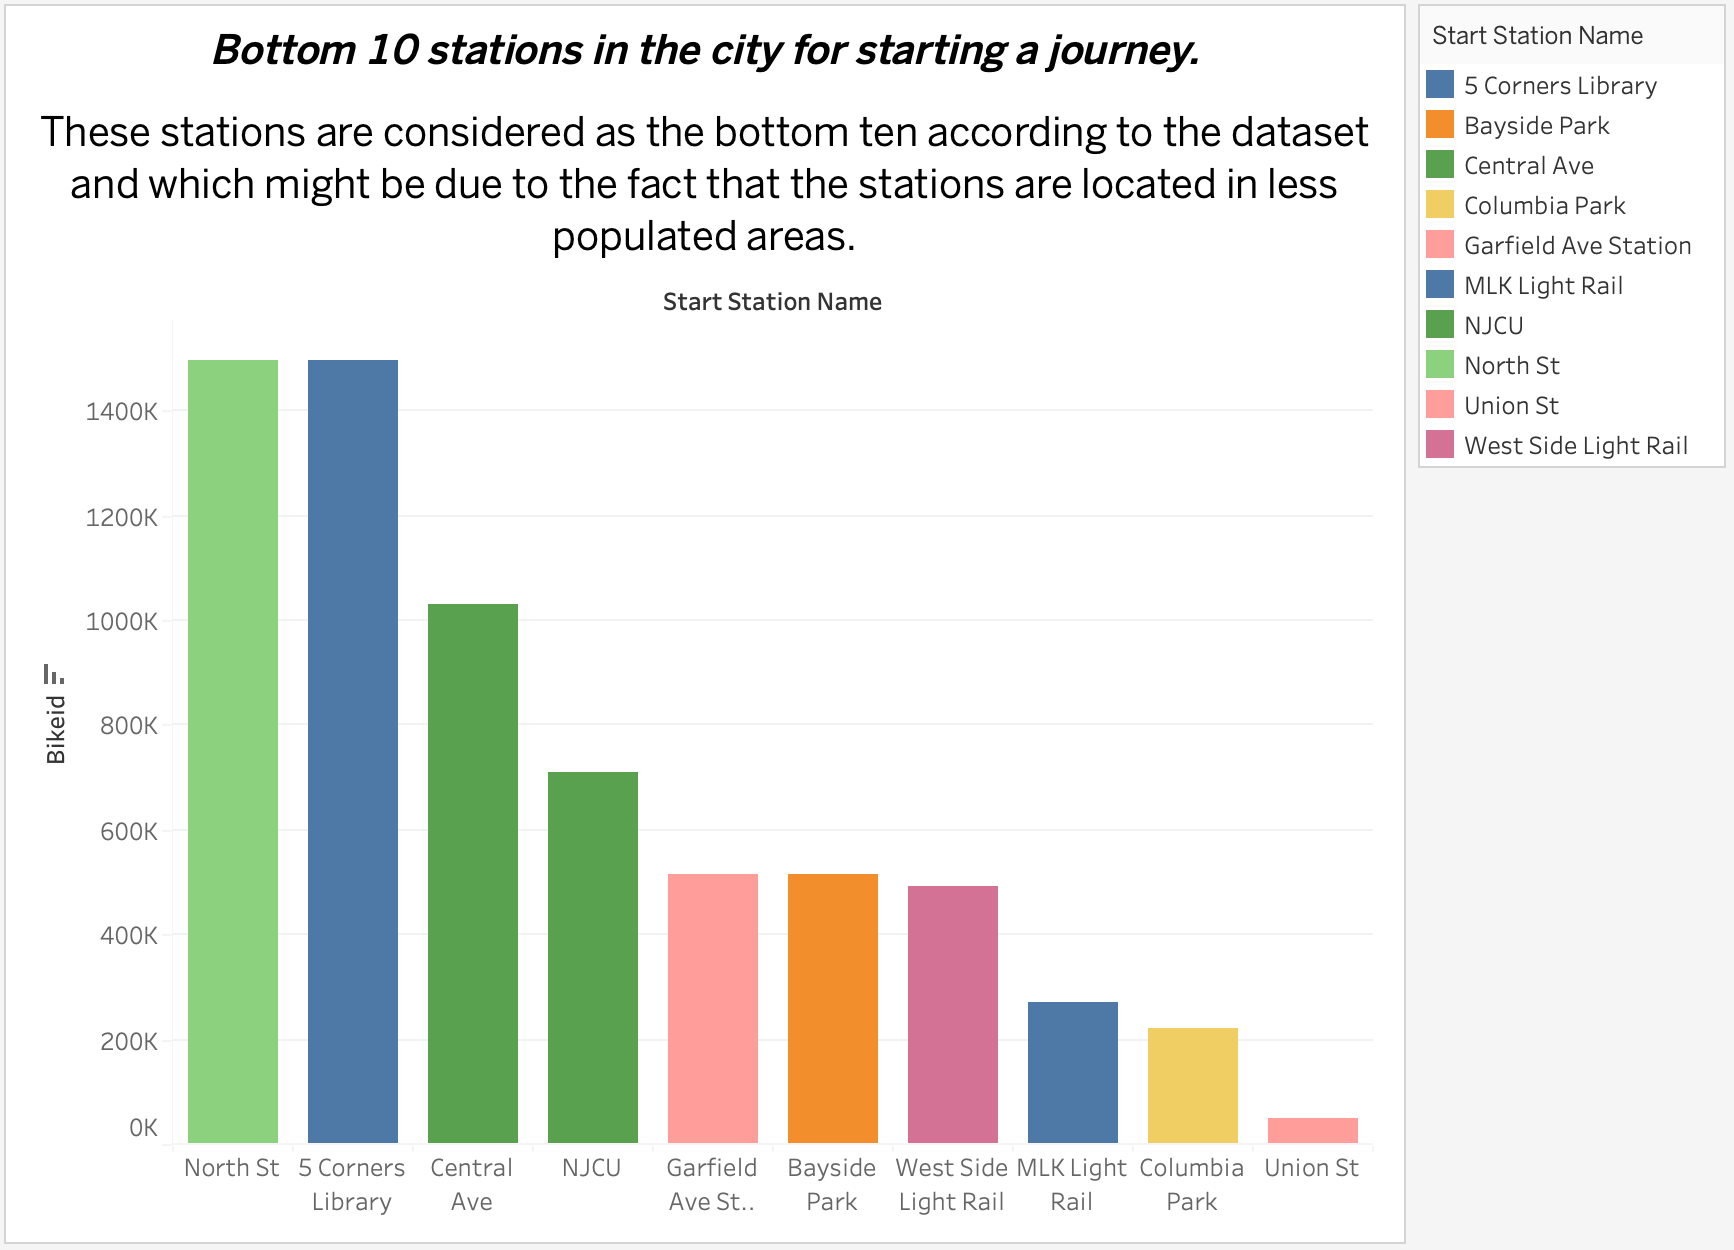 Bottom 10 stations in the city for starting a journey.
These stations are considered as the bottom ten according to the dataset
and which might be due to the fact that the stations are located in less
populated areas.
Start Station Name
1400K
1200K
1000K
800K
600K
400K
200K
0K
Bikeid
North St
5 Corners
Library
Central
Ave
NJCU
Garfield
Ave St..
Bayside
Park
West Side
Light Rail
MLK Light
Rail
Columbia
Park
Union St
Start Station Name
5 Corners Library
Bayside Park
Central Ave
Columbia Park
Garfield Ave Station
MLK Light Rail
NJCU
North St
Union St
West Side Light Rail